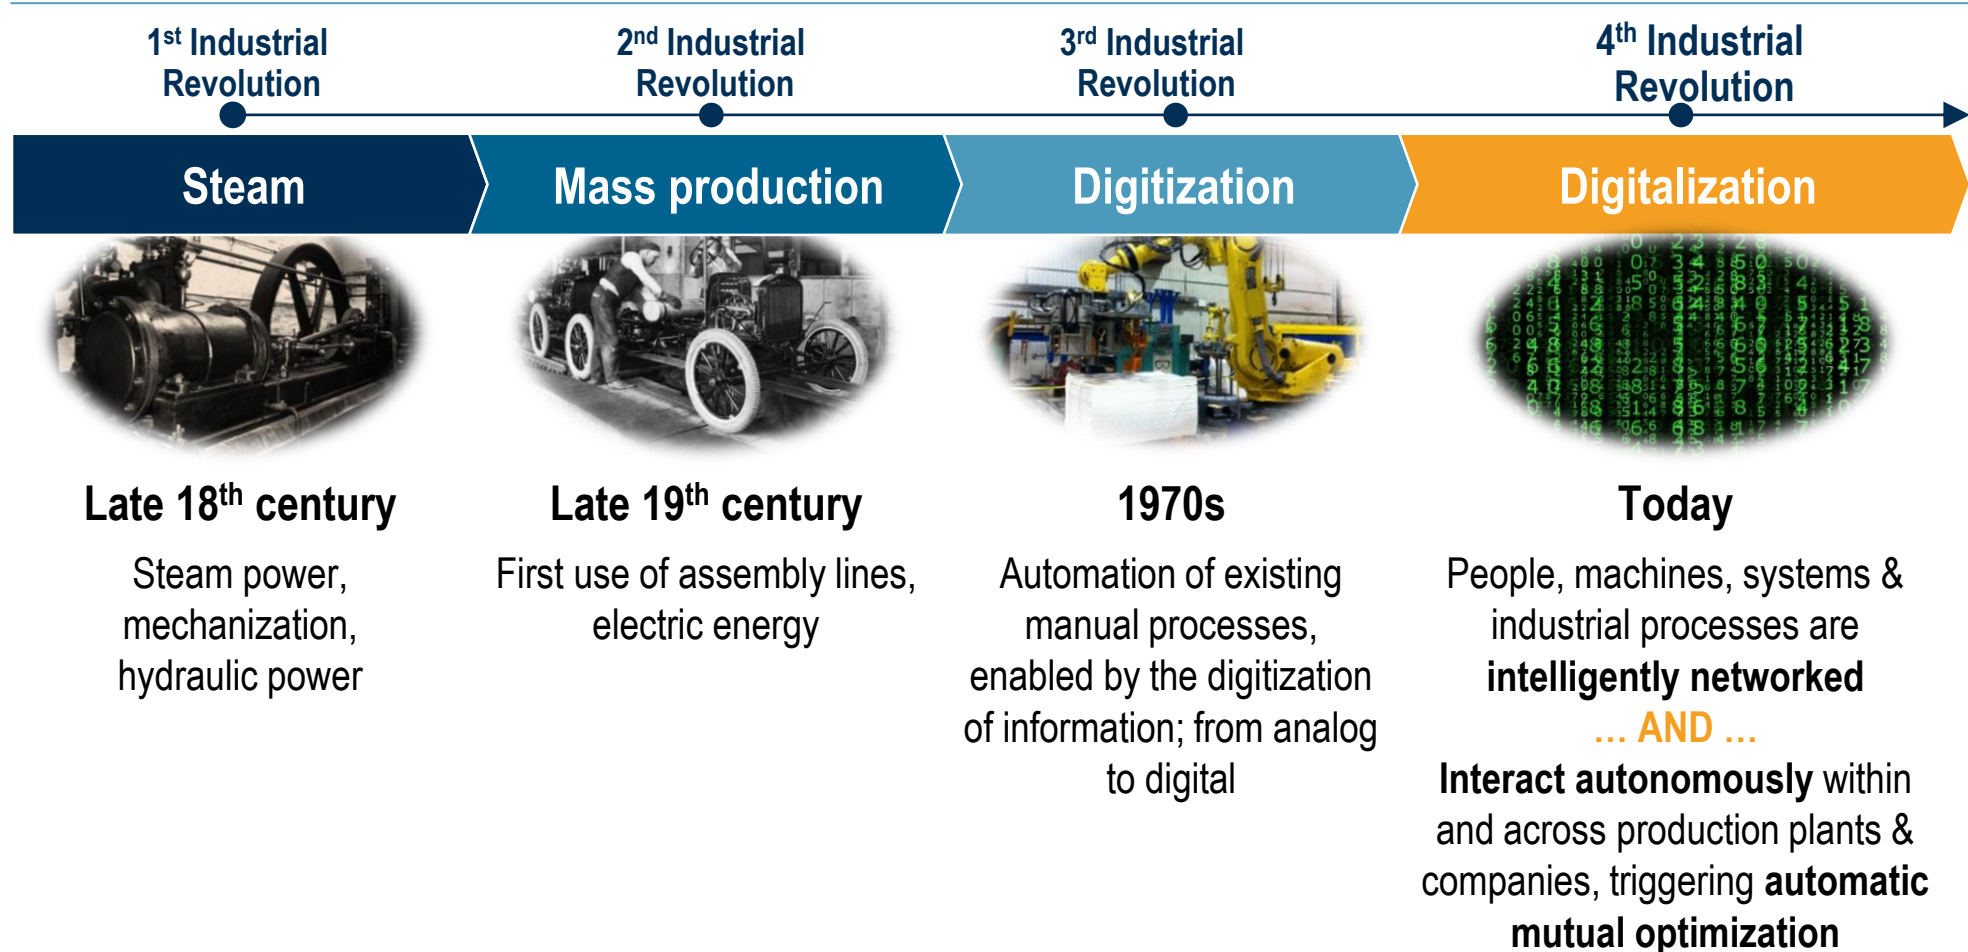 1st Industrial
Revolution
2nd Industrial
Revolution
3rd Industrial
Revolution
4th Industrial
Revolution
Steam
Mass production
Digitization
Digitalization
Late 18th century
Steam power,
mechanization,
hydraulic power
Late 19th century
First use of assembly lines,
electric energy
1970s
Automation of existing
manual processes,
enabled by the digitization
of information; from analog
to digital
Today
People, machines, systems &
industrial processes are
intelligently networked
... AND ...
Interact autonomously within
and across production plants &
companies, triggering automatic
mutual optimization